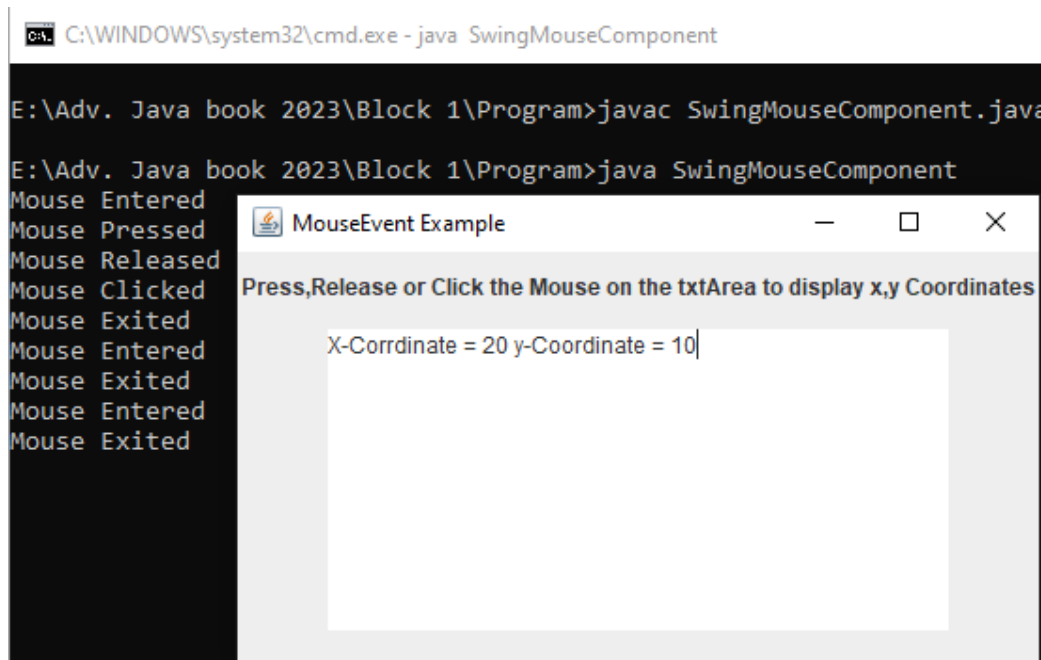 C:\WINDOWS\system32\cmd.exe - java SwingMouseComponent
E:\Adv. Java book 2023\Block 1\Program>javac SwingMouseComponent.java
E:\Adv. Java book 2023\Block 1\Program>java SwingMouseComponent
Mouse Entered
Mouse Pressed
Mouse Released
Mouse Clicked
Mouse Exited
Mouse Entered
Mouse Exited
Mouse Entered
Mouse Exited
MouseEvent Example
Press,Release or Click the Mouse on the txtArea to display x,y Coordinates
X-Corrdinate = 20 y-Coordinate = 10